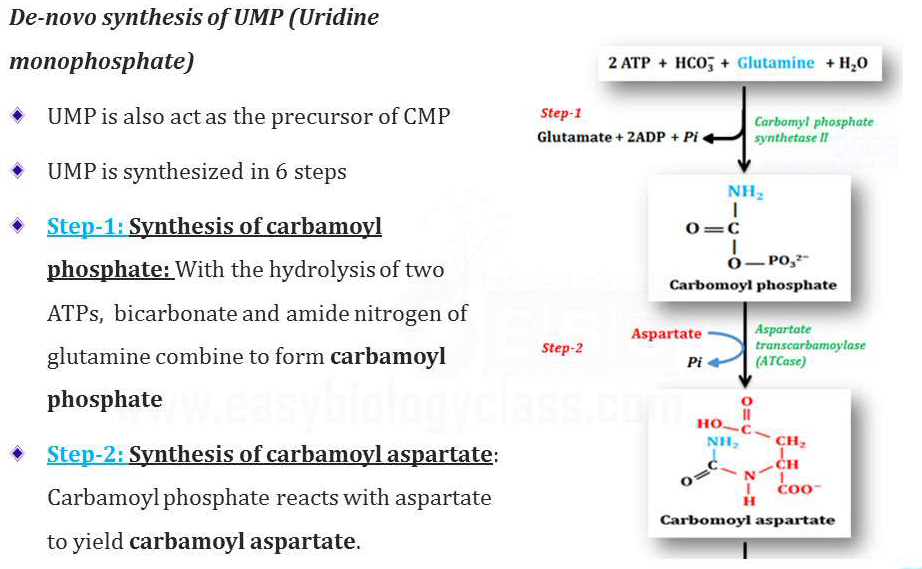 De-novo synthesis of UMP (Uridine
monophosphate)
UMP is also act as the precursor of CMP
UMP is synthesized in 6 steps
Step-1: Synthesis of carbamoyl
phosphate: With the hydrolysis of two
ATPs, bicarbonate and amide nitrogen of
glutamine combine to form carbamoyl
phosphate
Step-2: Synthesis of carbamoyl aspartate:
Carbamoyl phosphate reacts with aspartate
to yield carbamoyl aspartate.
2 ATP + HCO₃⁻ + Glutamine + H₂O
Step-1
Glutamate + 2ADP + Pi
Carbomyl phosphate
synthetase II
NH₂
O=C
O—PO₃²⁻
Carbomoyl phosphate
Step-2
Aspartate
Pi
Aspartate
transcarbamoylase
(ATCase)
O
HO
C
NH₂
CH₂
C
CH
O
N
COO⁻
H
Carbomoyl aspartate
www.easybiologyclass.com